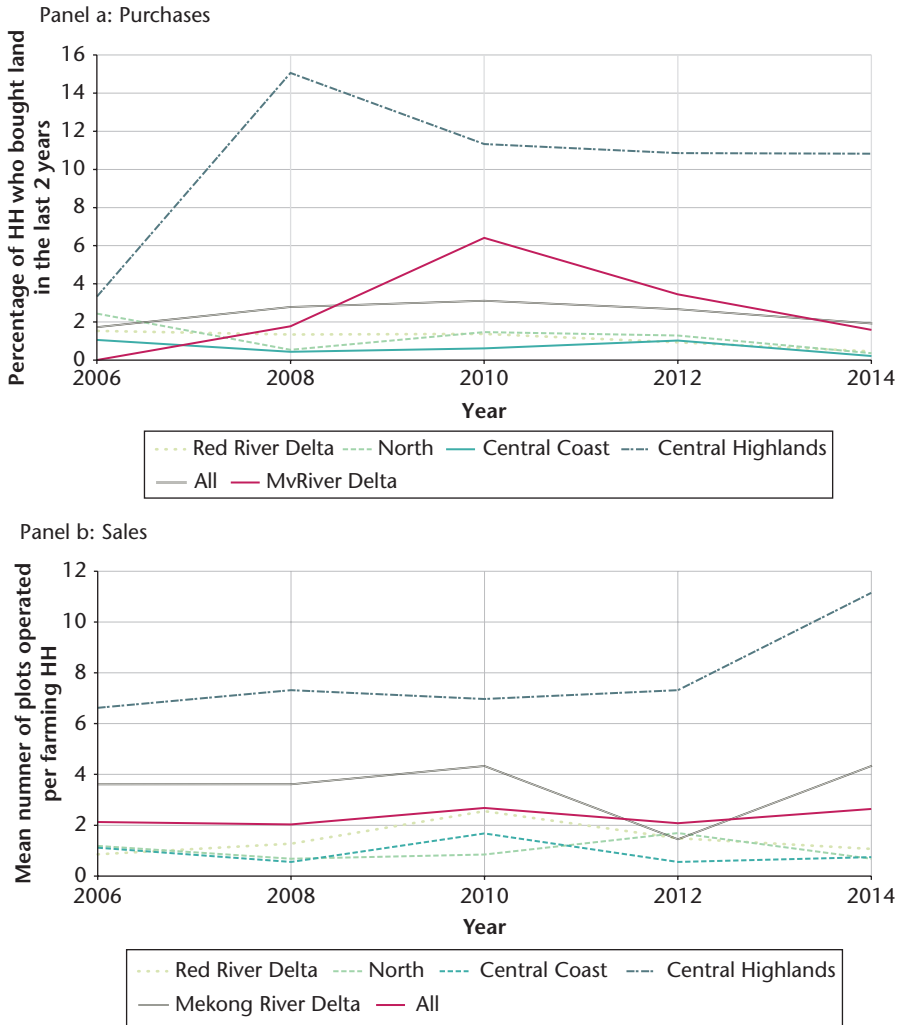 Panel a: Purchases
Percentage of HH who bought land
in the last 2 years
16
14
12
10
8
6
4
2
0
2006 2008 2010 2012 2014
Year
Red River Delta North Central Coast Central Highlands
All MvRiver Delta
Panel b: Sales
Mean numner of plots operated
per farming HH
12
10
8
6
4
2
0
2006 2008 2010 2012 2014
Year
Red River Delta North Central Coast Central Highlands
Mekong River Delta All